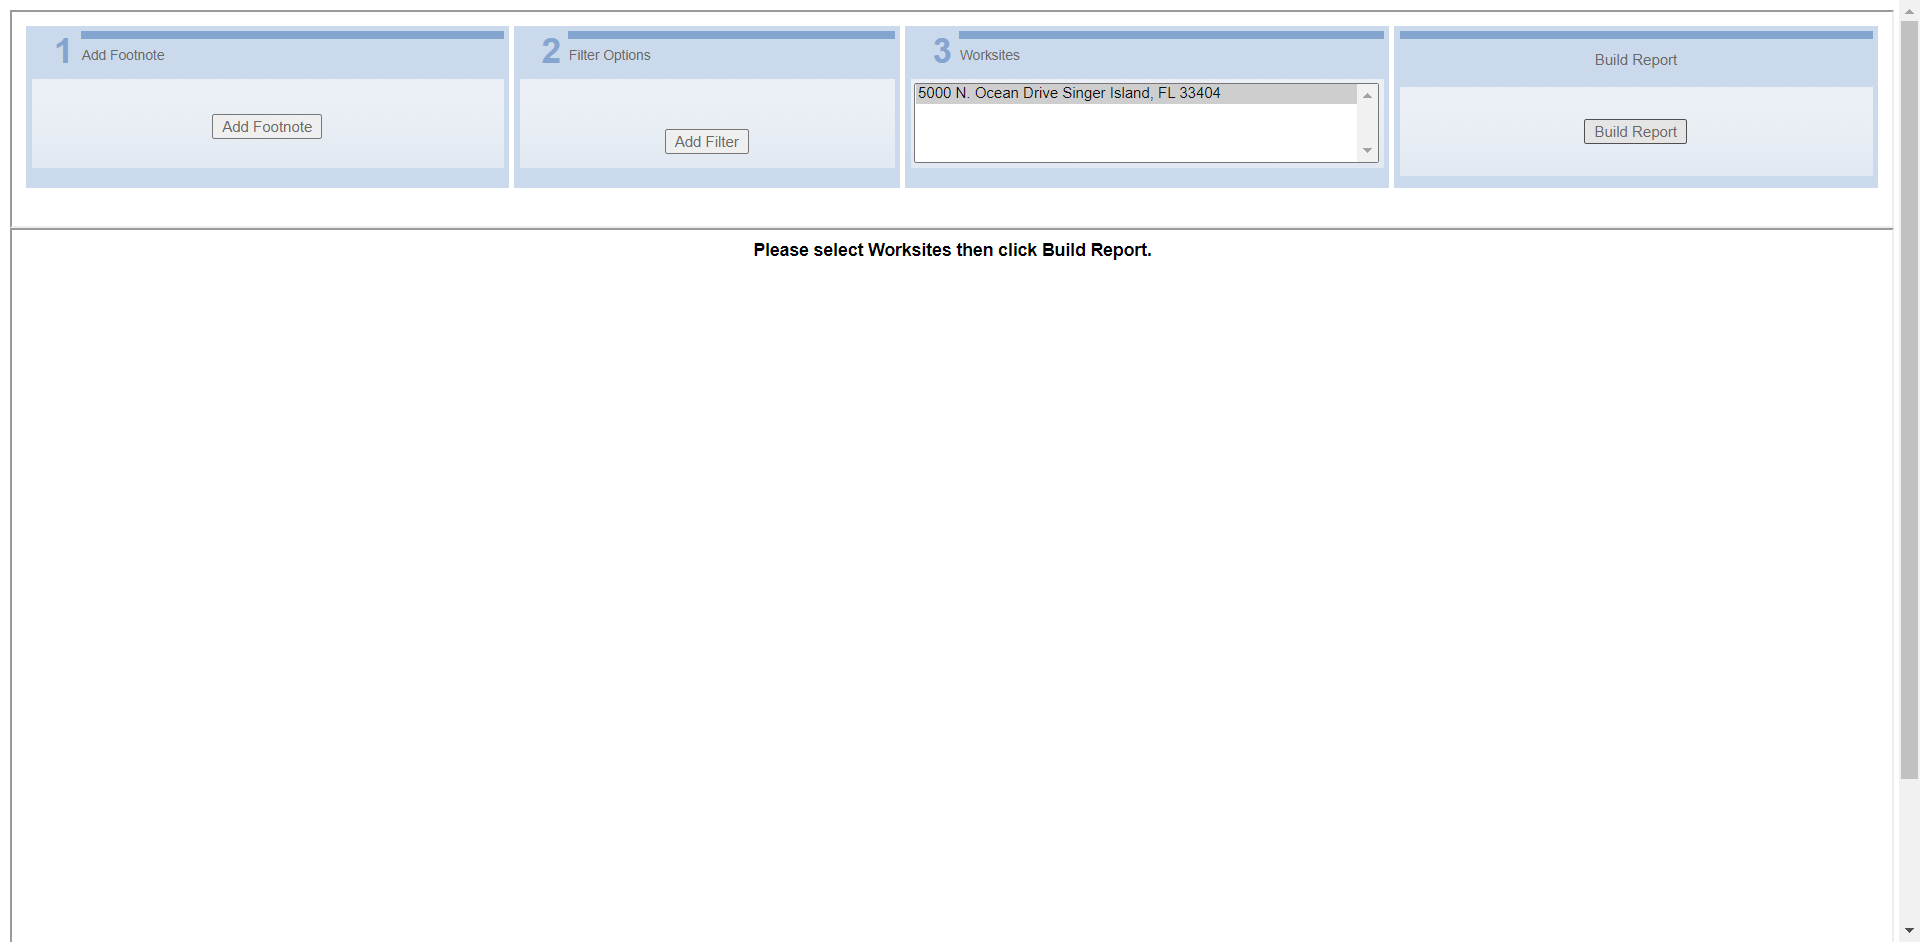 1 Add Footnote
Add Footnote
2 Filter Options
Add Filter
3 Worksites
5000 N. Ocean Drive Singer Island, FL 33404
Build Report
Build Report
Please select Worksites then click Build Report.